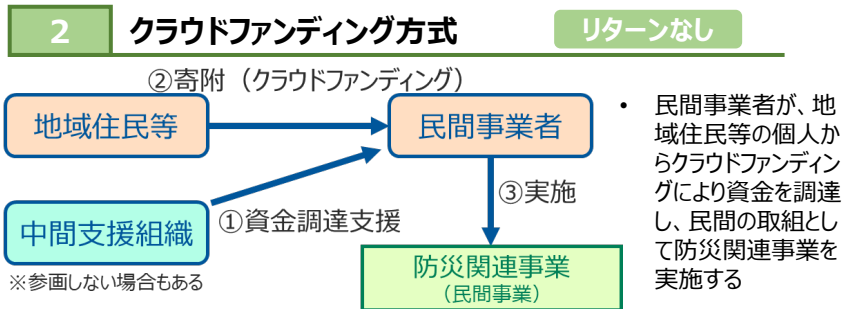 2 クラウドファンディング方式 リターンなし
②寄附（クラウドファンディング）
地域住民等
民間事業者
中間支援組織
①資金調達支援
③実施
※参画しない場合もある
防災関連事業
（民間事業）
• 民間事業者が、地
域住民等の個人か
らクラウドファンディン
グにより資金を調達
し、民間の取組とし
て防災関連事業を
実施する